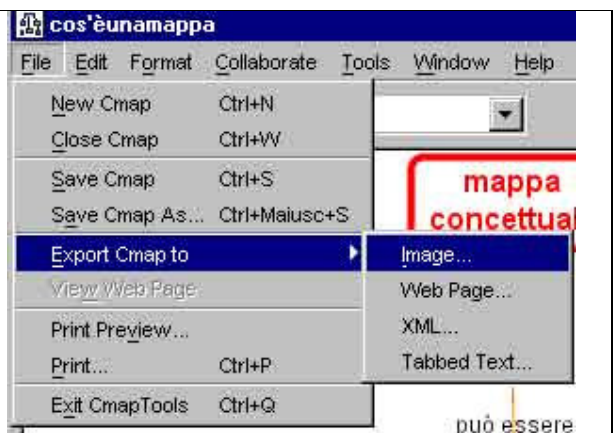 cos'èunamappa
File Edit Format Collaborate Tools Window Help
New Cmap Ctrl+N
Close Cmap Ctrl+W
Save Cmap Ctrl+S
Save Cmap As... Ctrl+Maiusc+S
Export Cmap to
View Web Page
Print Preview...
Print... Ctrl+P
Exit CmapTools Ctrl+Q
Image...
Web Page...
XML...
Tabbed Text...
mappa
concettual
può essere